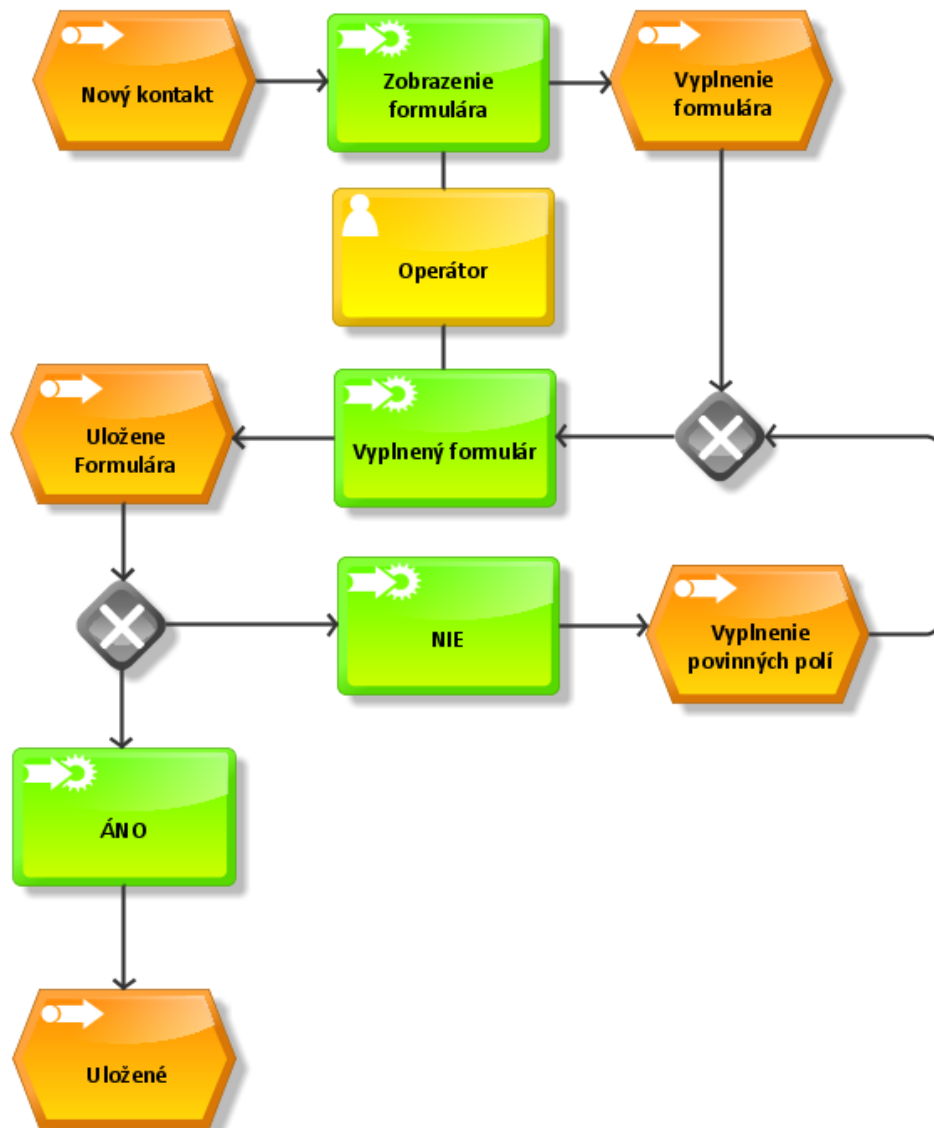 Nový kontakt
Zobrazenie
formulára
Vyplnenie
formulára
Operátor
Uložene
Formulára
Vyplnený formulár
NIE
Vyplnenie
povinných polí
ÁNO
Uložené